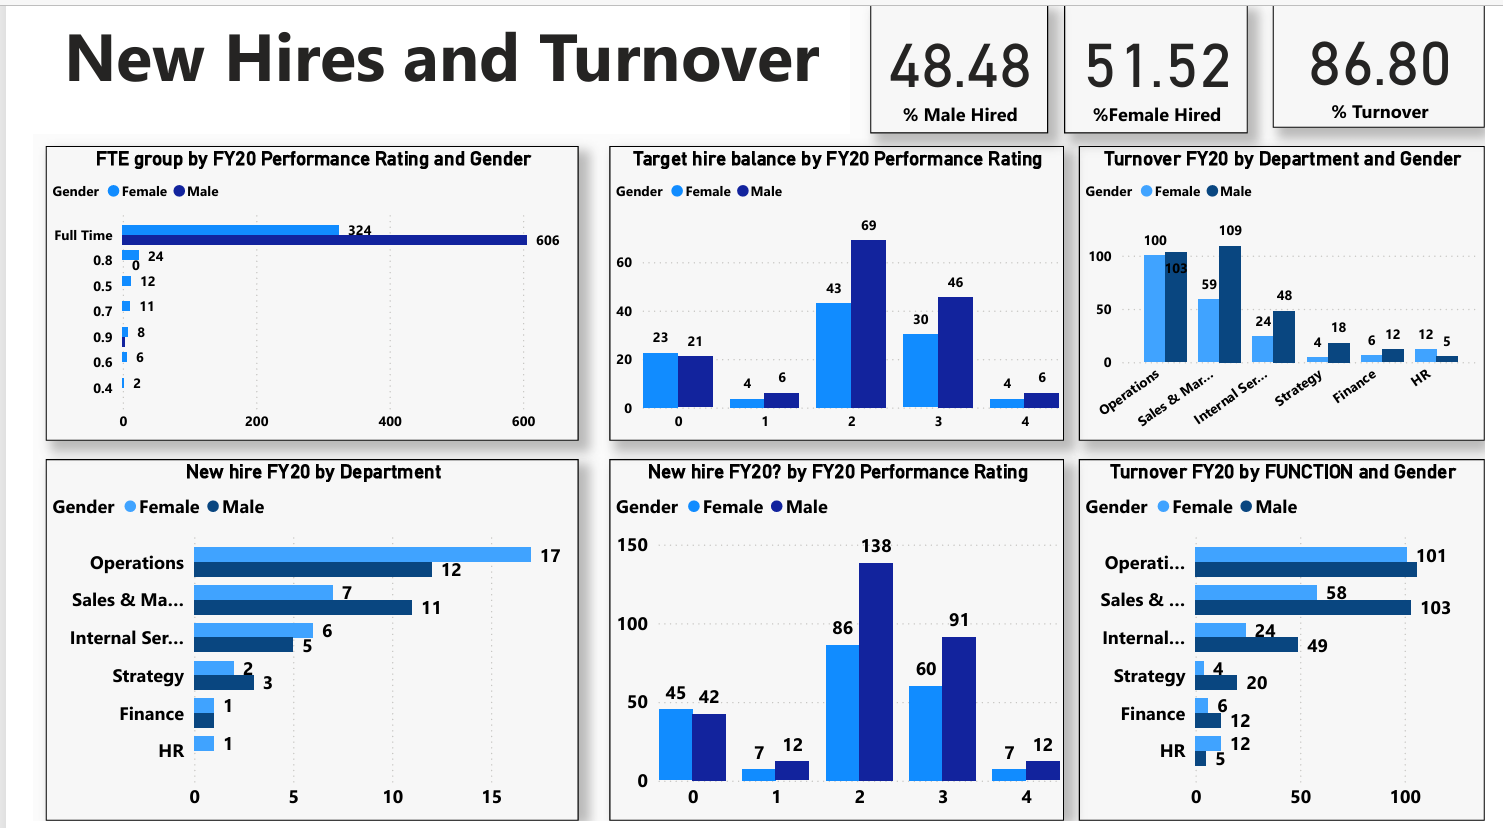 New Hires and Turnover
48.48
% Male Hired
51.52
%Female Hired
86.80
% Turnover
FTE group by FY20 Performance Rating and Gender
Gender Female Male
Full Time 324
606
0.8 24
0
0.5 12
0.7 11
0.9 8
0.6 6
0.4 2
0 200 400 600
Target hire balance by FY20 Performance Rating
Gender Female Male
60
40
20
0
23 21 4 6 43 69 30 46 4 6
0 1 2 3 4
Turnover FY20 by Department and Gender
Gender Female Male
100
50
0
100 103 59 109 24 48 4 18 6 12 12 5
Operations Sales & Mar... Internal Ser... Strategy Finance HR
New hire FY20 by Department
Gender Female Male
Operations 17
12
Sales & Ma... 7
11
Internal Ser... 6
5
Strategy 2
3
Finance 1
HR 1
0 5 10 15
New hire FY20? by FY20 Performance Rating
Gender Female Male
150
100
50
0
45 42 7 12 86 138 60 91 7 12
0 1 2 3 4
Turnover FY20 by FUNCTION and Gender
Gender Female Male
Operati... 101
Sales & ... 58
103
Internal... 24
49
Strategy 4
20
Finance 6
12
HR 12
5
0 50 100